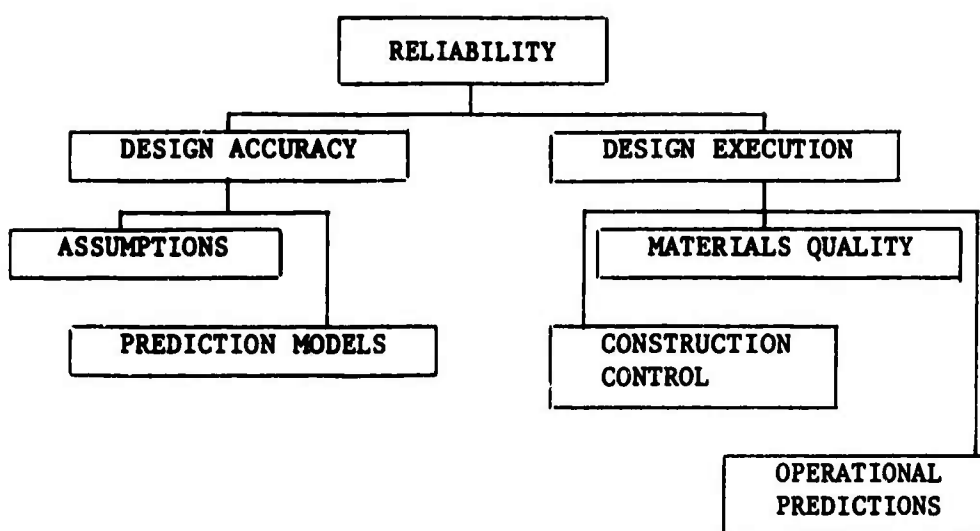 RELIABILITY
DESIGN ACCURACY
DESIGN EXECUTION
ASSUMPTIONS
MATERIALS QUALITY
PREDICTION MODELS
CONSTRUCTION
CONTROL
OPERATIONAL
PREDICTIONS